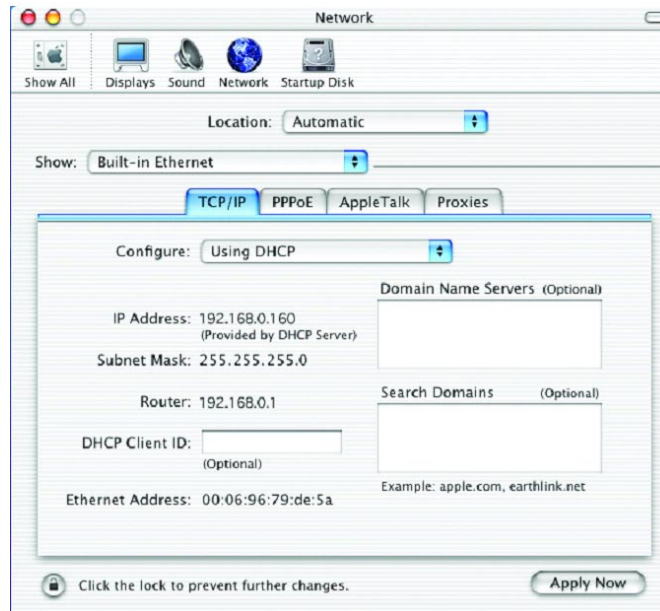 Network
Show All Displays Sound Network Startup Disk
Location: Automatic
Show: Built-in Ethernet
TCP/IP PPPoE AppleTalk Proxies
Configure: Using DHCP
Domain Name Servers (Optional)
IP Address: 192.168.0.160
(Provided by DHCP Server)
Subnet Mask: 255.255.255.0
Search Domains (Optional)
Router: 192.168.0.1
DHCP Client ID:
(Optional)
Example: apple.com, earthlink.net
Ethernet Address: 00:06:96:79:de:5a
Click the lock to prevent further changes.
Apply Now